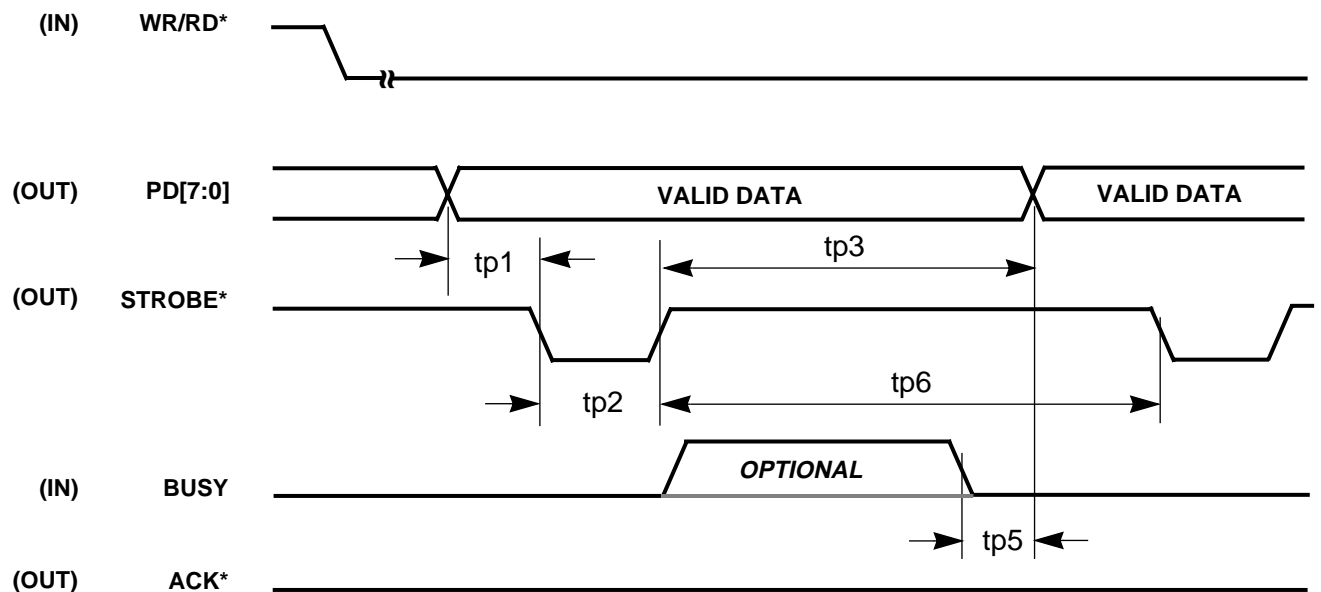 (IN) WR/RD*
(OUT) PD[7:0] VALID DATA VALID DATA
tp1 tp3
(OUT) STROBE*
tp2 tp6
(IN) BUSY OPTIONAL
tp5
(OUT) ACK*